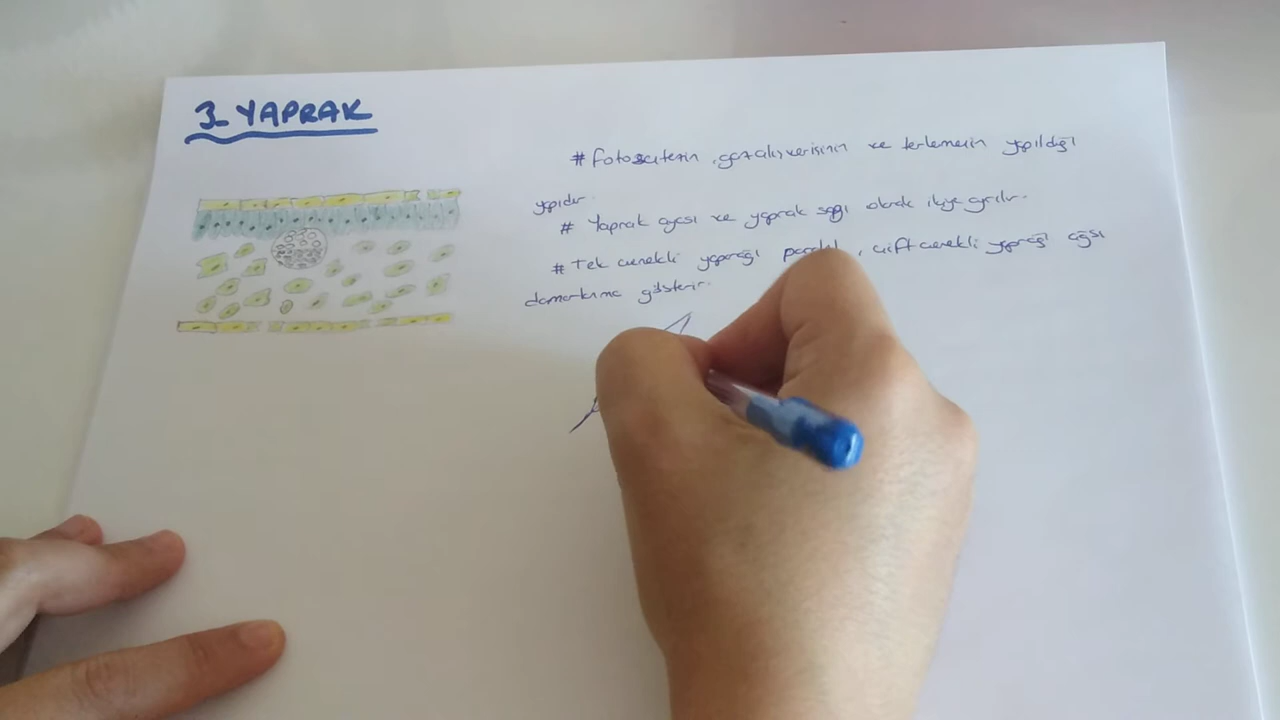 3- YAPRAK
# Fotosentezin, gaz alışverişinin ve terlemenin yapıldığı
yapıdır.
# Yaprak ayası ve yaprak sapı olarak ikiye ayrılır.
# Tek çenekli yaprağı paralel, çift çenekli yaprağı ağsı
damarlanma gösterir.